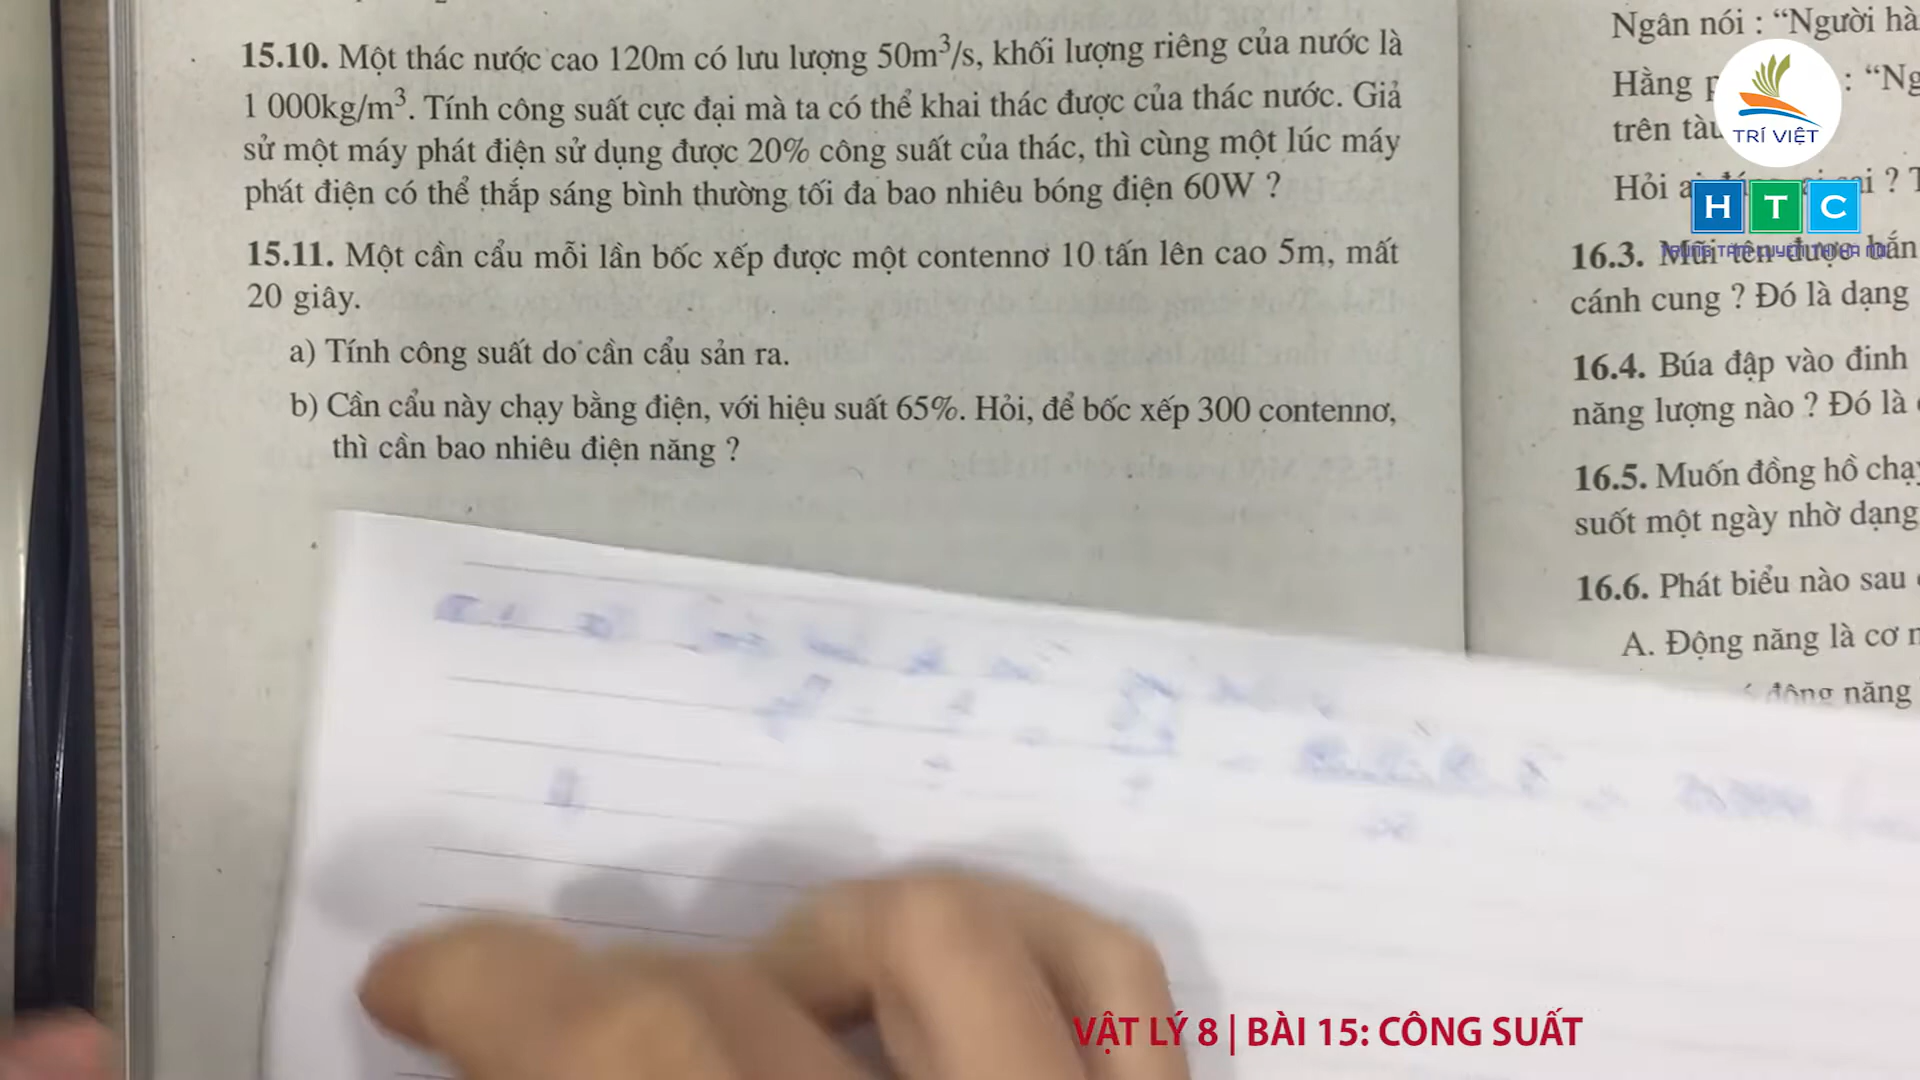 15.10. Một thác nước cao 120m có lưu lượng 50m³/s, khối lượng riêng của nước là
1 000kg/m³. Tính công suất cực đại mà ta có thể khai thác được của thác nước. Giả
sử một máy phát điện sử dụng được 20% công suất của thác, thì cùng một lúc máy
phát điện có thể thắp sáng bình thường tối đa bao nhiêu bóng điện 60W ?
15.11. Một cần cẩu mỗi lần bốc xếp được một contennơ 10 tấn lên cao 5m, mất
20 giây.
a) Tính công suất do cần cẩu sản ra.
b) Cần cẩu này chạy bằng điện, với hiệu suất 65%. Hỏi, để bốc xếp 300 contennơ,
thì cần bao nhiêu điện năng ?
Ngân nói : “Người
Hằng : “
trên
TRÍ VIỆT
Hỏi
H T C
16.3. Mũi tên được bắn
cánh cung ? Đó là dạng
16.4. Búa đập vào đinh
năng lượng nào ? Đó là
16.5. Muốn đồng hồ
suốt một ngày nhờ dạng
16.6. Phát biểu nào sau
A. Động năng là cơ
động năng
VẬT LÝ 8 | BÀI 15: CÔNG SUẤT